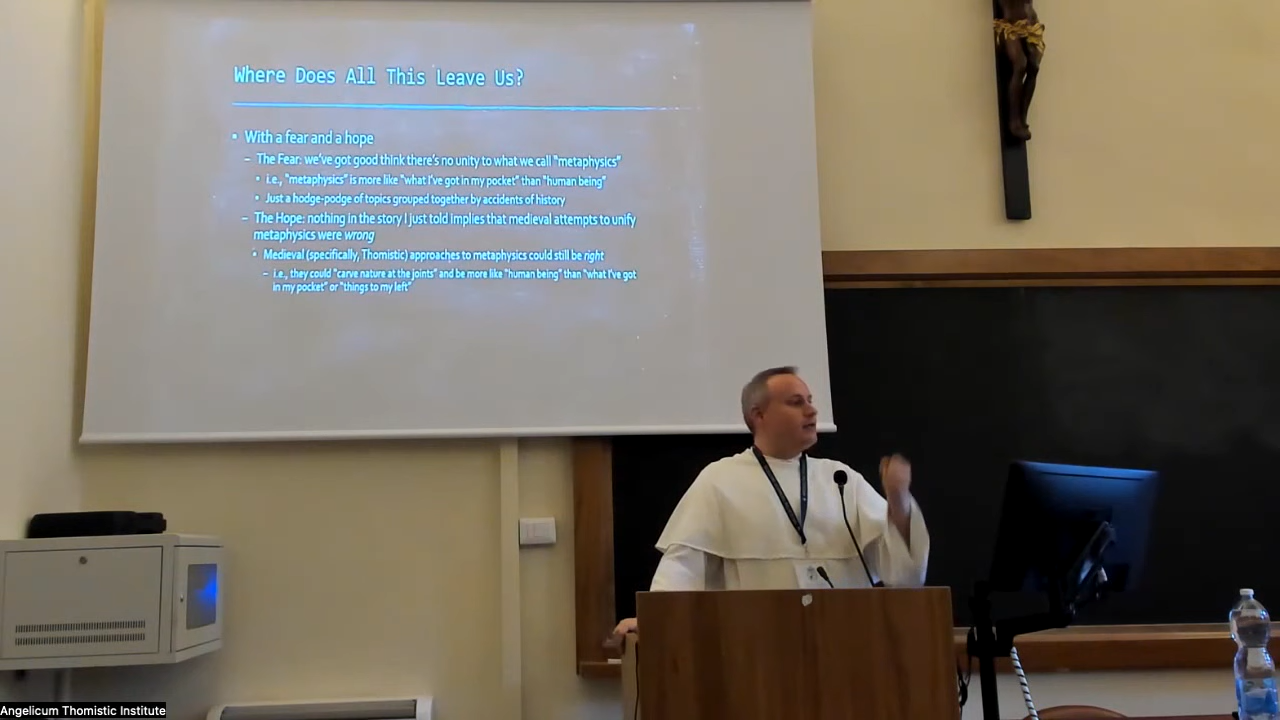 Where Does All This Leave Us?
• With a fear and a hope
– The Fear: we've got good think there's no unity to what we call "metaphysics"
• i.e., "metaphysics" is more like "what I've got in my pocket" than "human being"
• Just a hodge-podge of topics grouped together by accidents of history
– The Hope: nothing in the story I just told implies that medieval attempts to unify
metaphysics were wrong
• Medieval (specifically, Thomistic) approaches to metaphysics could still be right
– i.e., they could "carve nature at the joints" and be more like "human being" than "what I've got
in my pocket" or "things to my left"
Angelicum Thomistic Institute